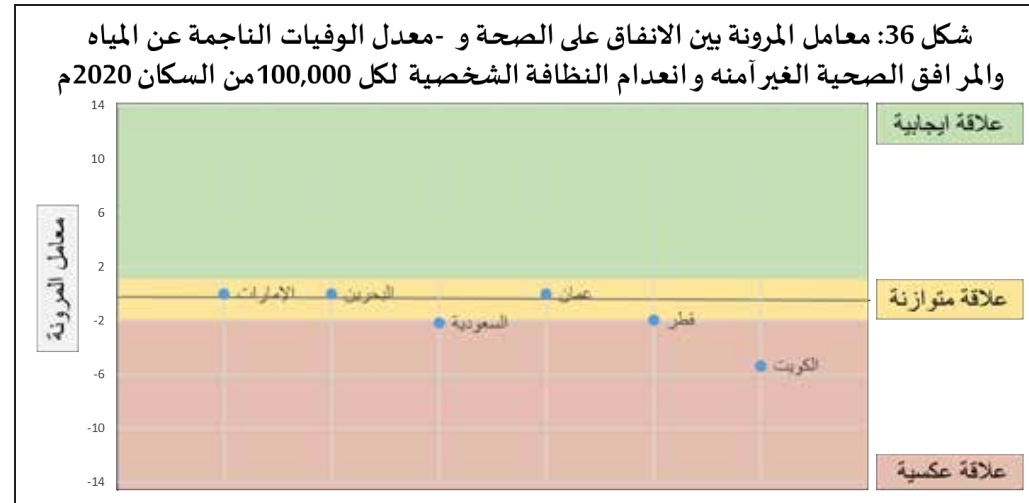 شكل 36: معامل المرونة بين الانفاق على الصحة و -معدل الوفيات الناجمة عن المياه
والمرافق الصحية الغير آمنه وانعدام النظافة الشخصية لكل 100,000 من السكان 2020م
علاقة ايجابية
14
10
6
2
-2
-6
-10
-14
معامل المرونة
الإمارات
البحرين
السعودية
عمان
قطر
الكويت
علاقة متوازنة
علاقة عكسية